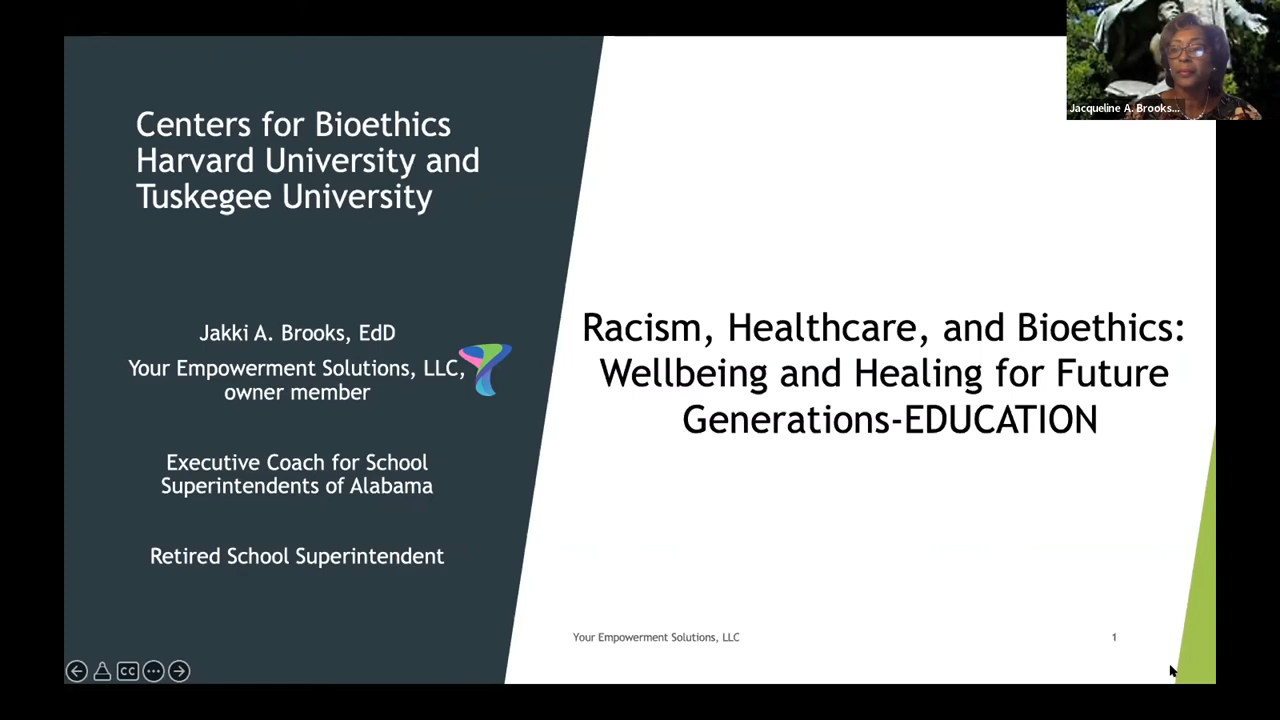 Jacqueline A. Brooks...
Centers for Bioethics
Harvard University and
Tuskegee University
Jakki A. Brooks, EdD
Your Empowerment Solutions, LLC,
owner member
Executive Coach for School
Superintendents of Alabama
Retired School Superintendent
Racism, Healthcare, and Bioethics:
Wellbeing and Healing for Future
Generations-EDUCATION
Your Empowerment Solutions, LLC
1
CC